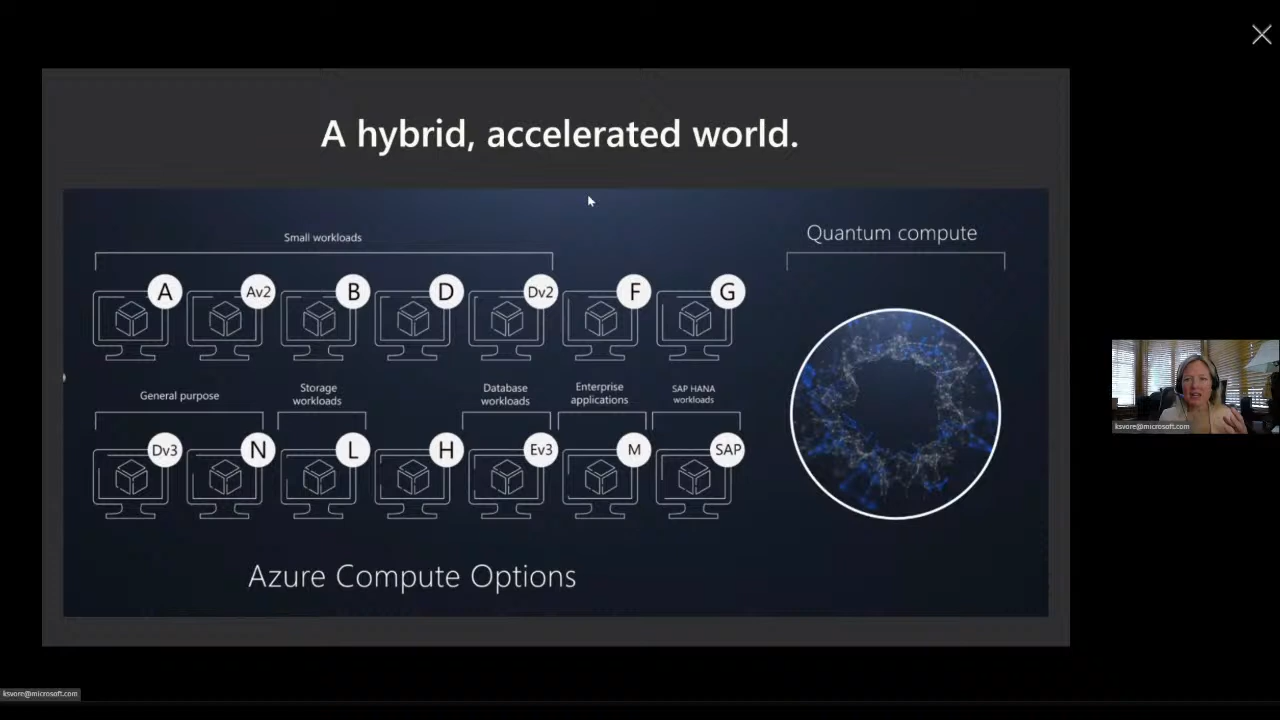 A hybrid, accelerated world.
Small workloads
Quantum compute
A
Av2
B
D
Dv2
F
G
General purpose
Storage
workloads
Database
workloads
Enterprise
applications
SAP HANA
workloads
Dv3
N
L
H
Ev3
M
SAP
Azure Compute Options
ksvore@microsoft.com
ksvore@microsoft.com